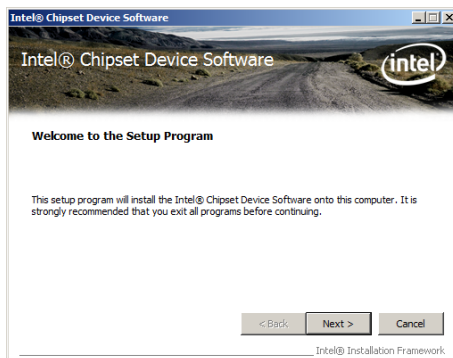 Intel® Chipset Device Software
Intel® Chipset Device Software
intel
Welcome to the Setup Program
This setup program will install the Intel® Chipset Device Software onto this computer. It is
strongly recommended that you exit all programs before continuing.
< Back Next > Cancel
Intel® Installation Framework